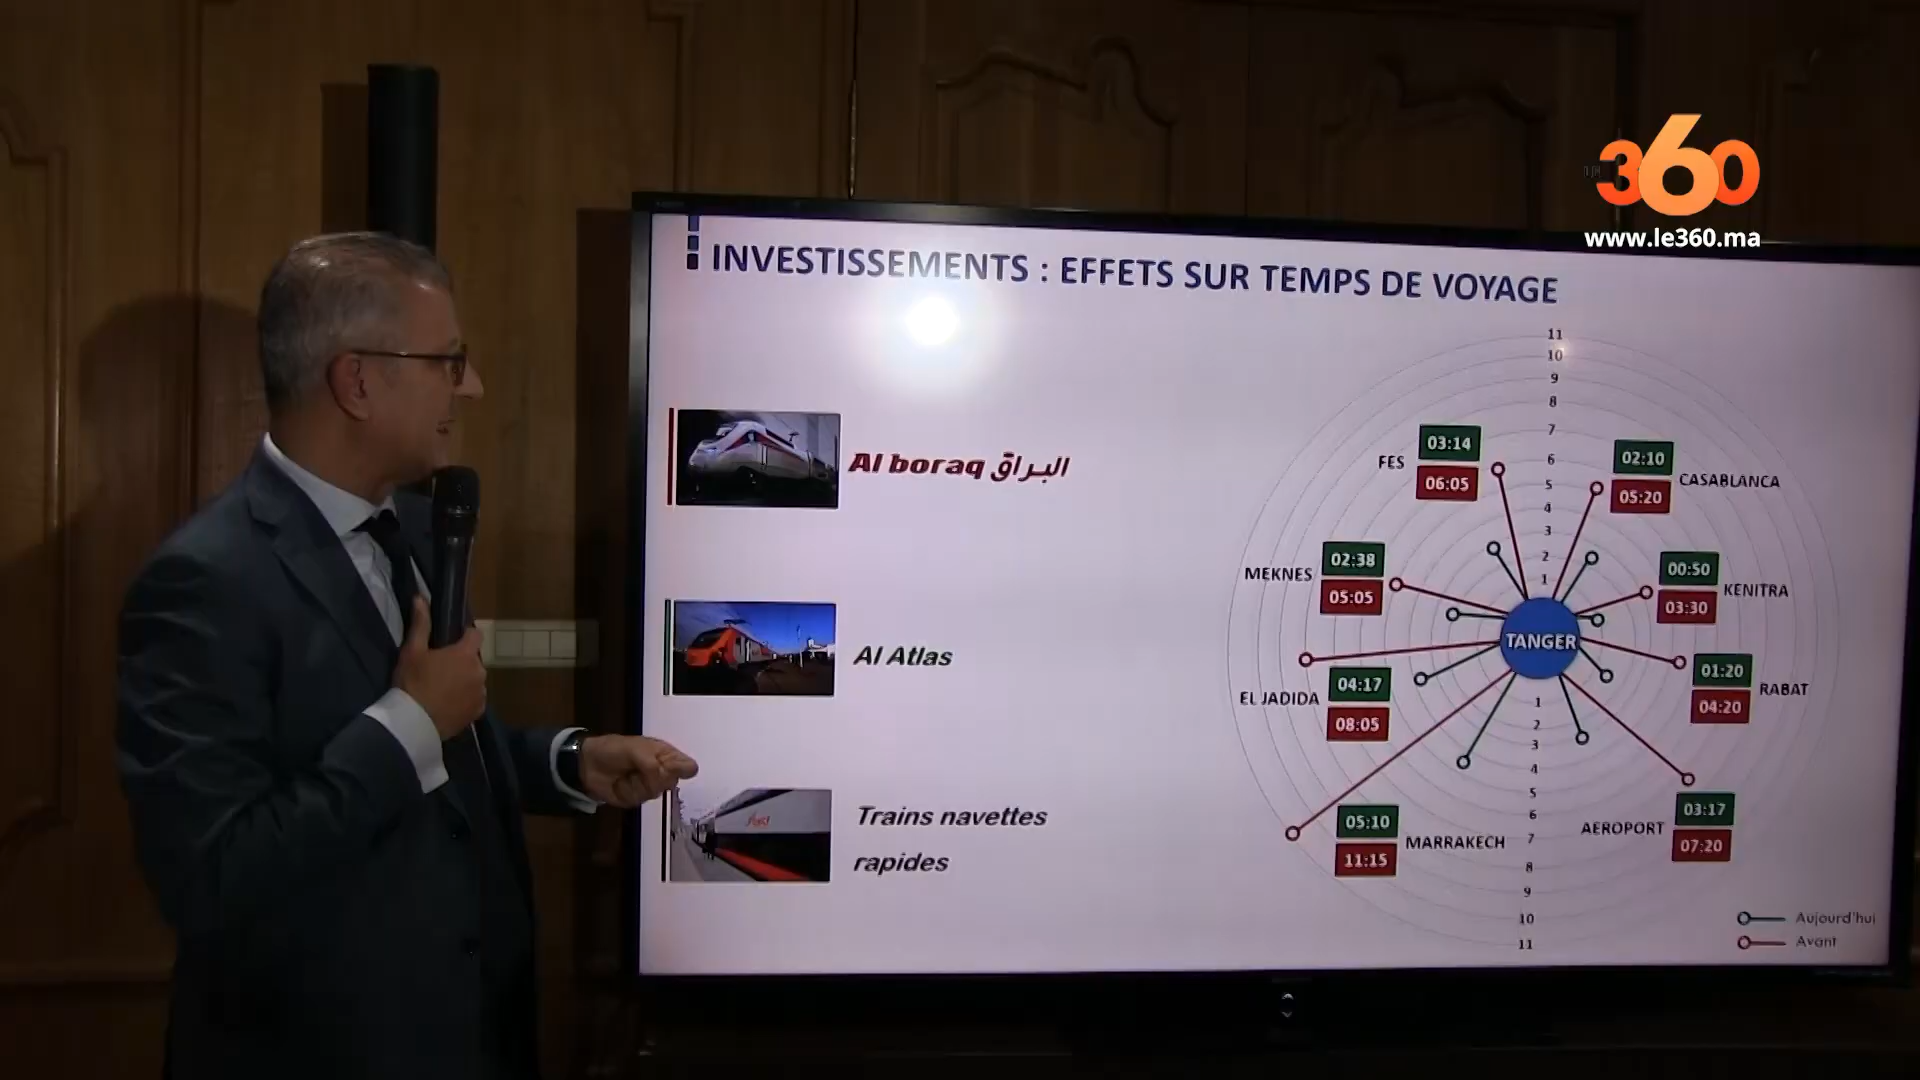 360
www.le360.ma
INVESTISSEMENTS : EFFETS SUR TEMPS DE VOYAGE
Al boraq البراق
Al Atlas
Trains navettes
rapides
11
10
9
8
7
6
5
4
3
2
1
FES
03:14
06:05
02:10
05:20
CASABLANCA
MEKNES
02:38
05:05
00:50
03:30
KENITRA
TANGER
EL JADIDA
04:17
08:05
01:20
04:20
RABAT
05:10
11:15
MARRAKECH
AEROPORT
03:17
07:20
1
2
3
4
5
6
7
8
9
10
11
Aujourd'hui
Avant